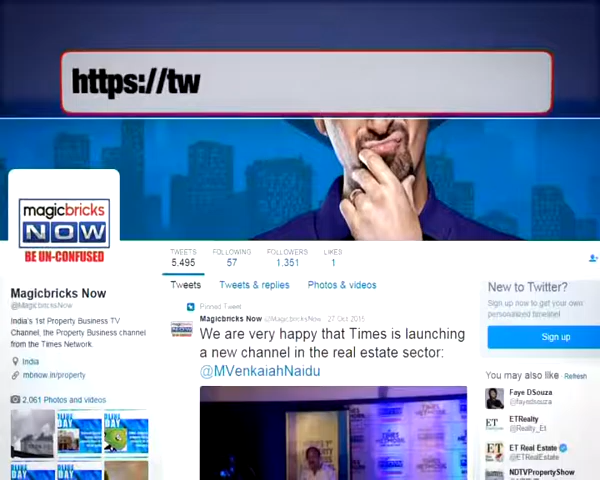 https://tw
magicbricks
NOW
BE UN-CONFUSED
TWEETS
5,495
FOLLOWING
57
FOLLOWERS
1,351
LIKES
1
Tweets
Tweets & replies
Photos & videos
Magicbricks Now
@MagicbricksNow
India's 1st Property Business TV
Channel, the Property Business channel
from the Times Network.
India
mbnow.in/property
2,061 Photos and videos
Pinned Tweet
Magicbricks Now @MagicbricksNow 27 Oct 2015
We are very happy that Times is launching
a new channel in the real estate sector:
@MVenkaiahNaidu
New to Twitter?
Sign up now to get your own
personalized timeline!
Sign up
You may also like · Refresh
Faye DSouza
@fayedsouza
ETRealty
@Realty_Et
ET Real Estate
@ETRealEstate
NDTVPropertyShow